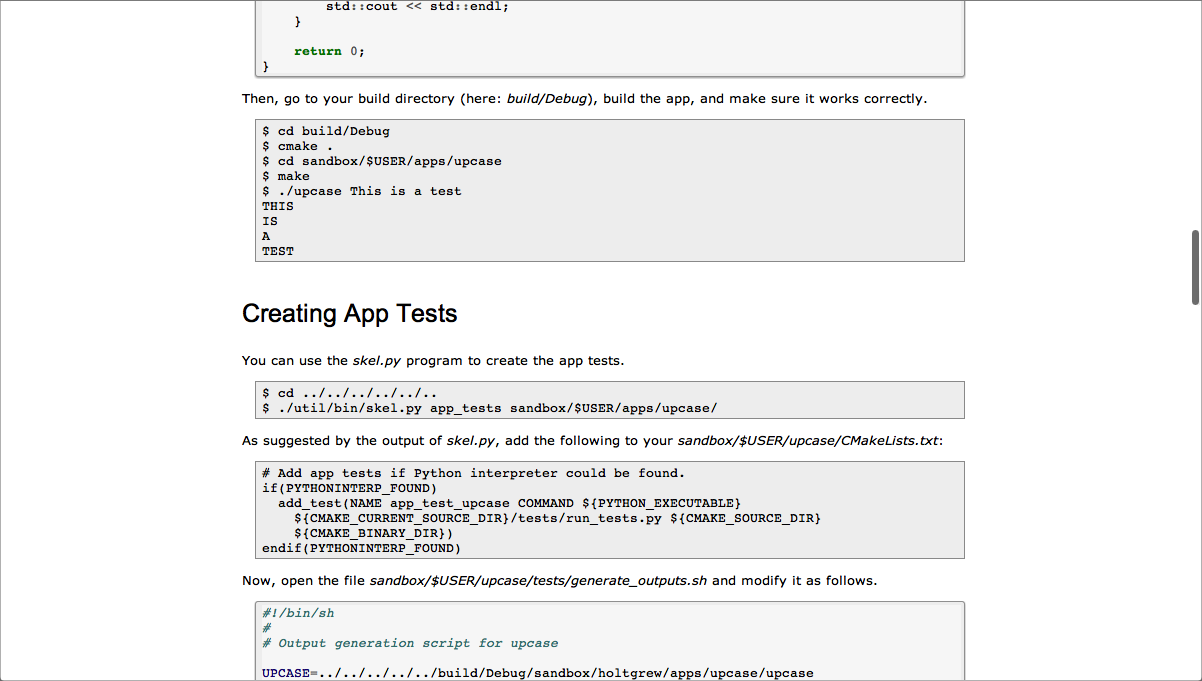 std::cout << std::endl;
}
return 0;
}
Then, go to your build directory (here: build/Debug), build the app, and make sure it works correctly.
$ cd build/Debug
$ cmake .
$ cd sandbox/$USER/apps/upcase
$ make
$ ./upcase This is a test
THIS
IS
A
TEST
Creating App Tests
You can use the skel.py program to create the app tests.
$ cd ../../../../../..
$ ./util/bin/skel.py app_tests sandbox/$USER/apps/upcase/
As suggested by the output of skel.py, add the following to your sandbox/$USER/upcase/CMakeLists.txt:
# Add app tests if Python interpreter could be found.
if(PYTHONINTERP_FOUND)
add_test(NAME app_test_upcase COMMAND ${PYTHON_EXECUTABLE}
${CMAKE_CURRENT_SOURCE_DIR}/tests/run_tests.py ${CMAKE_SOURCE_DIR}
${CMAKE_BINARY_DIR})
endif(PYTHONINTERP_FOUND)
Now, open the file sandbox/$USER/upcase/tests/generate_outputs.sh and modify it as follows.
#!/bin/sh
#
# Output generation script for upcase
UPCASE=../../../../../build/Debug/sandbox/holtgrew/apps/upcase/upcase